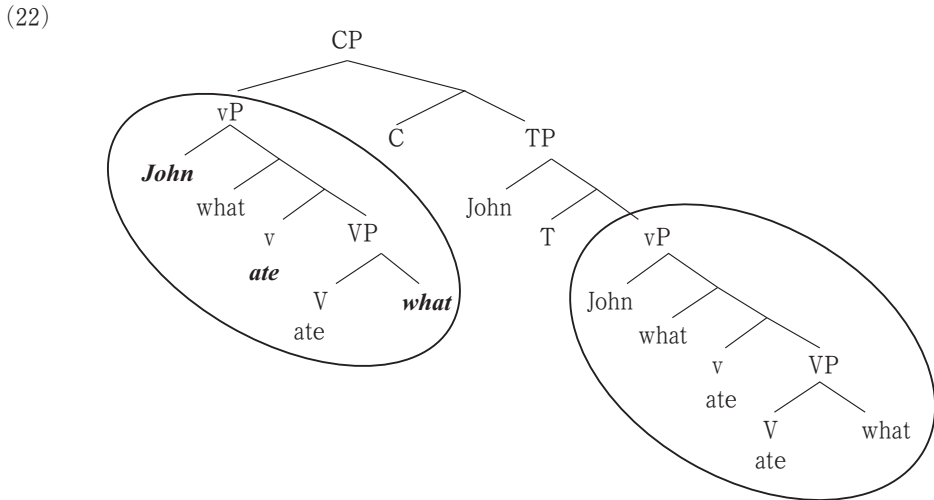 (22)
CP
vP
C
TP
John
what
John
v
VP
T
vP
ate
V
what
John
ate
what
v
VP
ate
V
what
ate